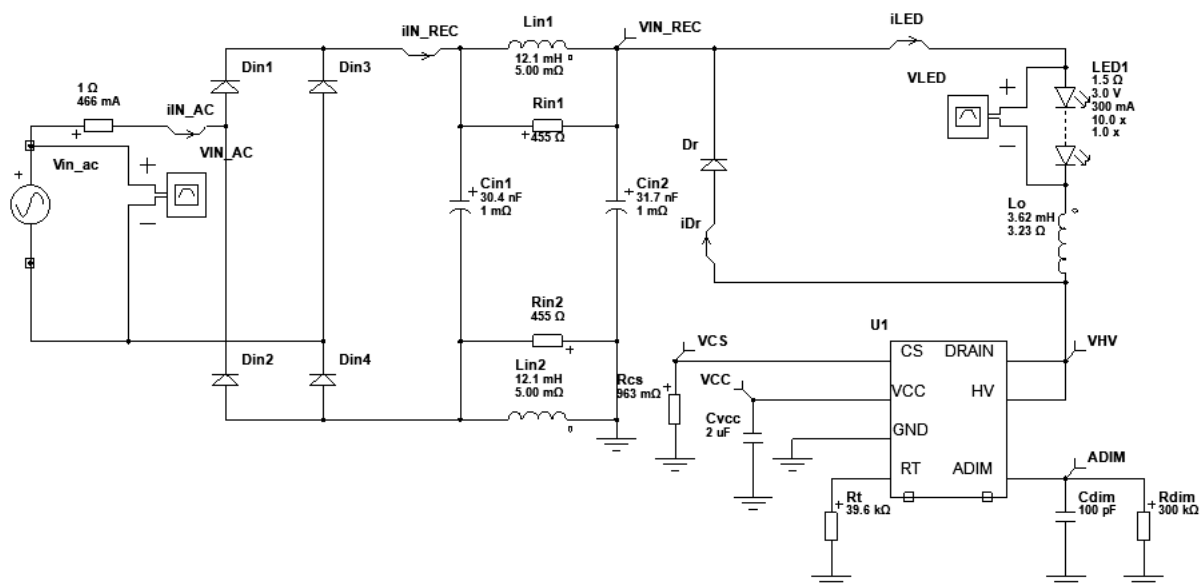 Lin1
12.1 mH
5.00 mΩ
iIN_REC
VIN_REC
iLED
Din1
Din3
Rin1
455 Ω
1 Ω
466 mA
+
iIN_AC
VIN_AC
Vin_ac
+
+
−
+
Cin1
30.4 nF
1 mΩ
+
Cin2
31.7 nF
1 mΩ
+
Dr
iDr
VLED
+
−
LED1
1.5 Ω
3.0 V
300 mA
10.0 x
1.0 x
Lo
3.62 mH
3.23 Ω
Rin2
455 Ω
+
Din2
Din4
Lin2
12.1 mH
5.00 mΩ
U1
VCS
VHV
CS
DRAIN
VCC
HV
GND
RT
ADIM
Rcs
963 mΩ
+
VCC
Cvcc
2 uF
ADIM
Rt
39.6 kΩ
+
Cdim
100 pF
Rdim
300 kΩ
+